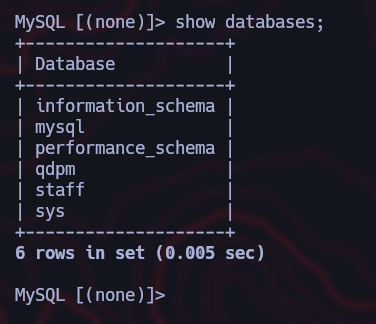 MySQL [(none)]> show databases;
+--------------------+
| Database           |
+--------------------+
| information_schema |
| mysql              |
| performance_schema |
| qdpm               |
| staff              |
| sys                |
+--------------------+
6 rows in set (0.005 sec)
MySQL [(none)]>